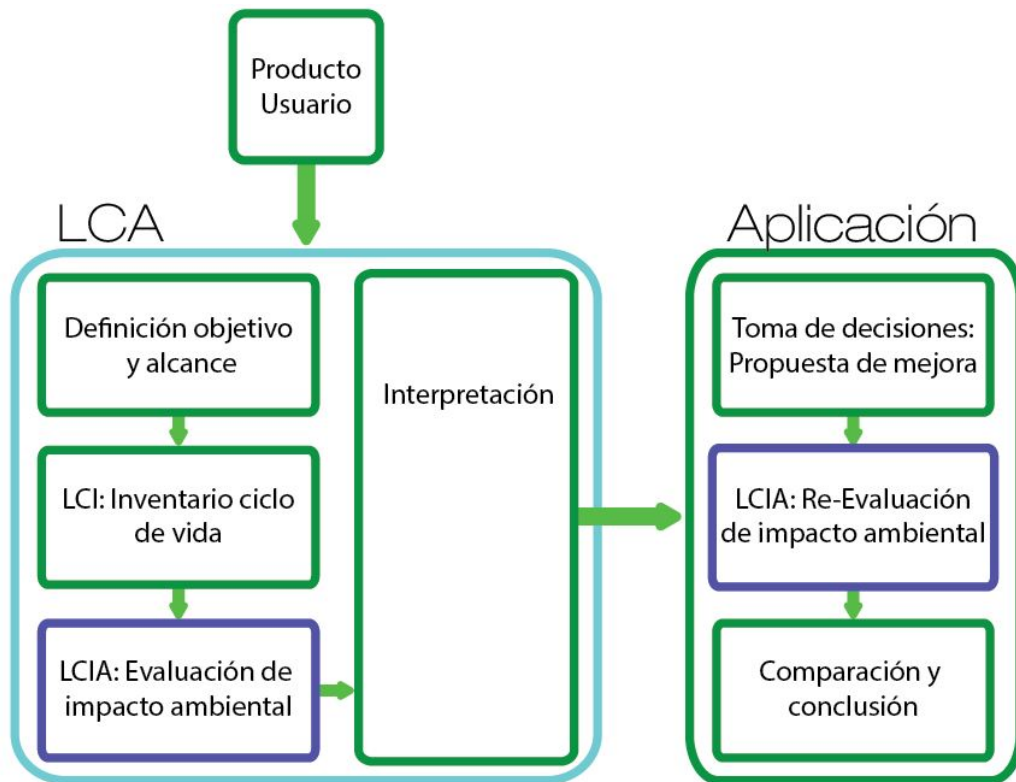 Producto
Usuario
LCA
Definición objetivo
y alcance
LCI: Inventario ciclo
de vida
LCIA: Evaluación de
impacto ambiental
Interpretación
Aplicación
Toma de decisiones:
Propuesta de mejora
LCIA: Re-Evaluación
de impacto ambiental
Comparación y
conclusión